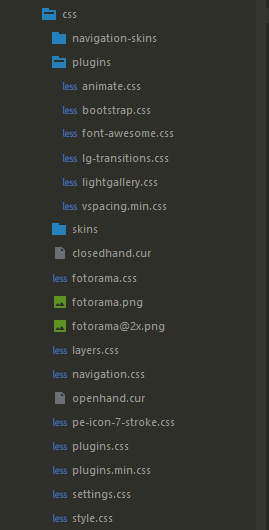 css
navigation-skins
plugins
less animate.css
less bootstrap.css
less font-awesome.css
less lg-transitions.css
less lightgallery.css
less vspacing.min.css
skins
closedhand.cur
less fotorama.css
fotorama.png
fotorama@2x.png
less layers.css
less navigation.css
openhand.cur
less pe-icon-7-stroke.css
less plugins.css
less plugins.min.css
less settings.css
less style.css